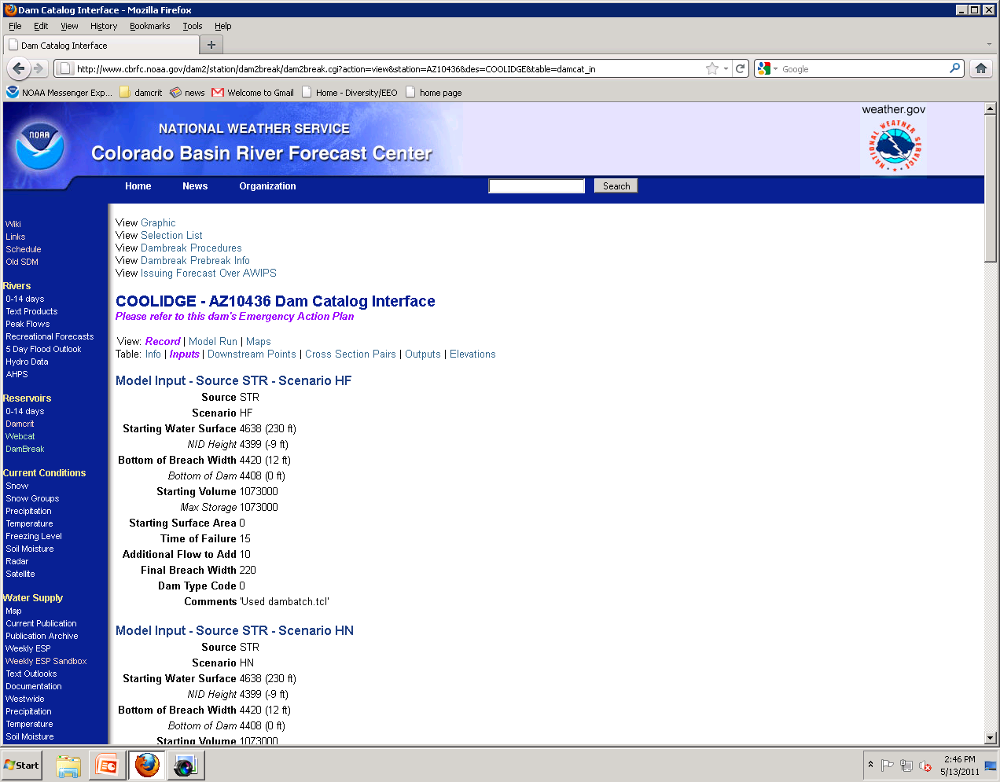 Dam Catalog Interface - Mozilla Firefox
File Edit View History Bookmarks Tools Help
Dam Catalog Interface
http://www.cbrfc.noaa.gov/dam2/station/dam2break/dam2break.cgi?action=view&station=AZ10436&des=COOLIDGE&table=damcat_in
Google
NOAA Messenger Exp... damcrit news Welcome to Gmail Home - Diversity/EEO home page
NOAA
NATIONAL WEATHER SERVICE
Colorado Basin River Forecast Center
weather.gov
NATIONAL WEATHER SERVICE
Home News Organization Search
Wiki
Links
Schedule
Old SDM
Rivers
0-14 days
Text Products
Peak Flows
Recreational Forecasts
5 Day Flood Outlook
Hydro Data
AHPS
Reservoirs
0-14 days
Damcrit
Webcat
DamBreak
Current Conditions
Snow
Snow Groups
Precipitation
Temperature
Freezing Level
Soil Moisture
Radar
Satellite
Water Supply
Map
Current Publication
Publication Archive
Weekly ESP
Weekly ESP Sandbox
Text Outlooks
Documentation
Westwide
Precipitation
Temperature
Soil Moisture
View Graphic
View Selection List
View Dambreak Procedures
View Dambreak Prebreak Info
View Issuing Forecast Over AWIPS
COOLIDGE - AZ10436 Dam Catalog Interface
Please refer to this dam's Emergency Action Plan
View: Record | Model Run | Maps
Table: Info | Inputs | Downstream Points | Cross Section Pairs | Outputs | Elevations
Model Input - Source STR - Scenario HF
Source STR
Scenario HF
Starting Water Surface 4638 (230 ft)
NID Height 4399 (-9 ft)
Bottom of Breach Width 4420 (12 ft)
Bottom of Dam 4408 (0 ft)
Starting Volume 1073000
Max Storage 1073000
Starting Surface Area 0
Time of Failure 15
Additional Flow to Add 10
Final Breach Width 220
Dam Type Code 0
Comments 'Used dambatch.tcl'
Model Input - Source STR - Scenario HN
Source STR
Scenario HN
Starting Water Surface 4638 (230 ft)
NID Height 4399 (-9 ft)
Bottom of Breach Width 4420 (12 ft)
Bottom of Dam 4408 (0 ft)
Starting Volume 1073000
Start
2:46 PM
5/13/2011